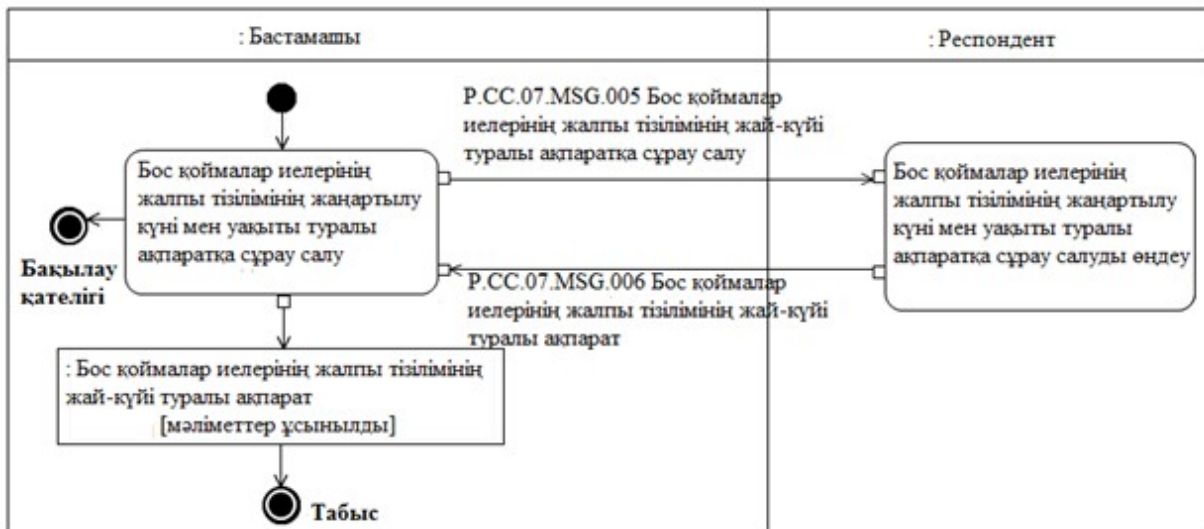 : Бастамашы
: Респондент
P.CC.07.MSG.005 Бос қоймалар
иелерінің жалпы тізілімінің жай-күйі
туралы ақпаратқа сұрау салу
Бос қоймалар иелерінің
жалпы тізілімінің жаңартылу
күні мен уақыты туралы
ақпаратқа сұрау салу
Бос қоймалар иелерінің
жалпы тізілімінің жаңартылу
күні мен уақыты туралы
ақпаратқа сұрау салуды өңдеу
Бақылау
қателігі
P.CC.07.MSG.006 Бос қоймалар
иелерінің жалпы тізілімінің жай-күйі
туралы ақпарат
: Бос қоймалар иелерінің жалпы тізілімінің
жай-күйі туралы ақпарат
[мәліметтер ұсынылды]
Табыс